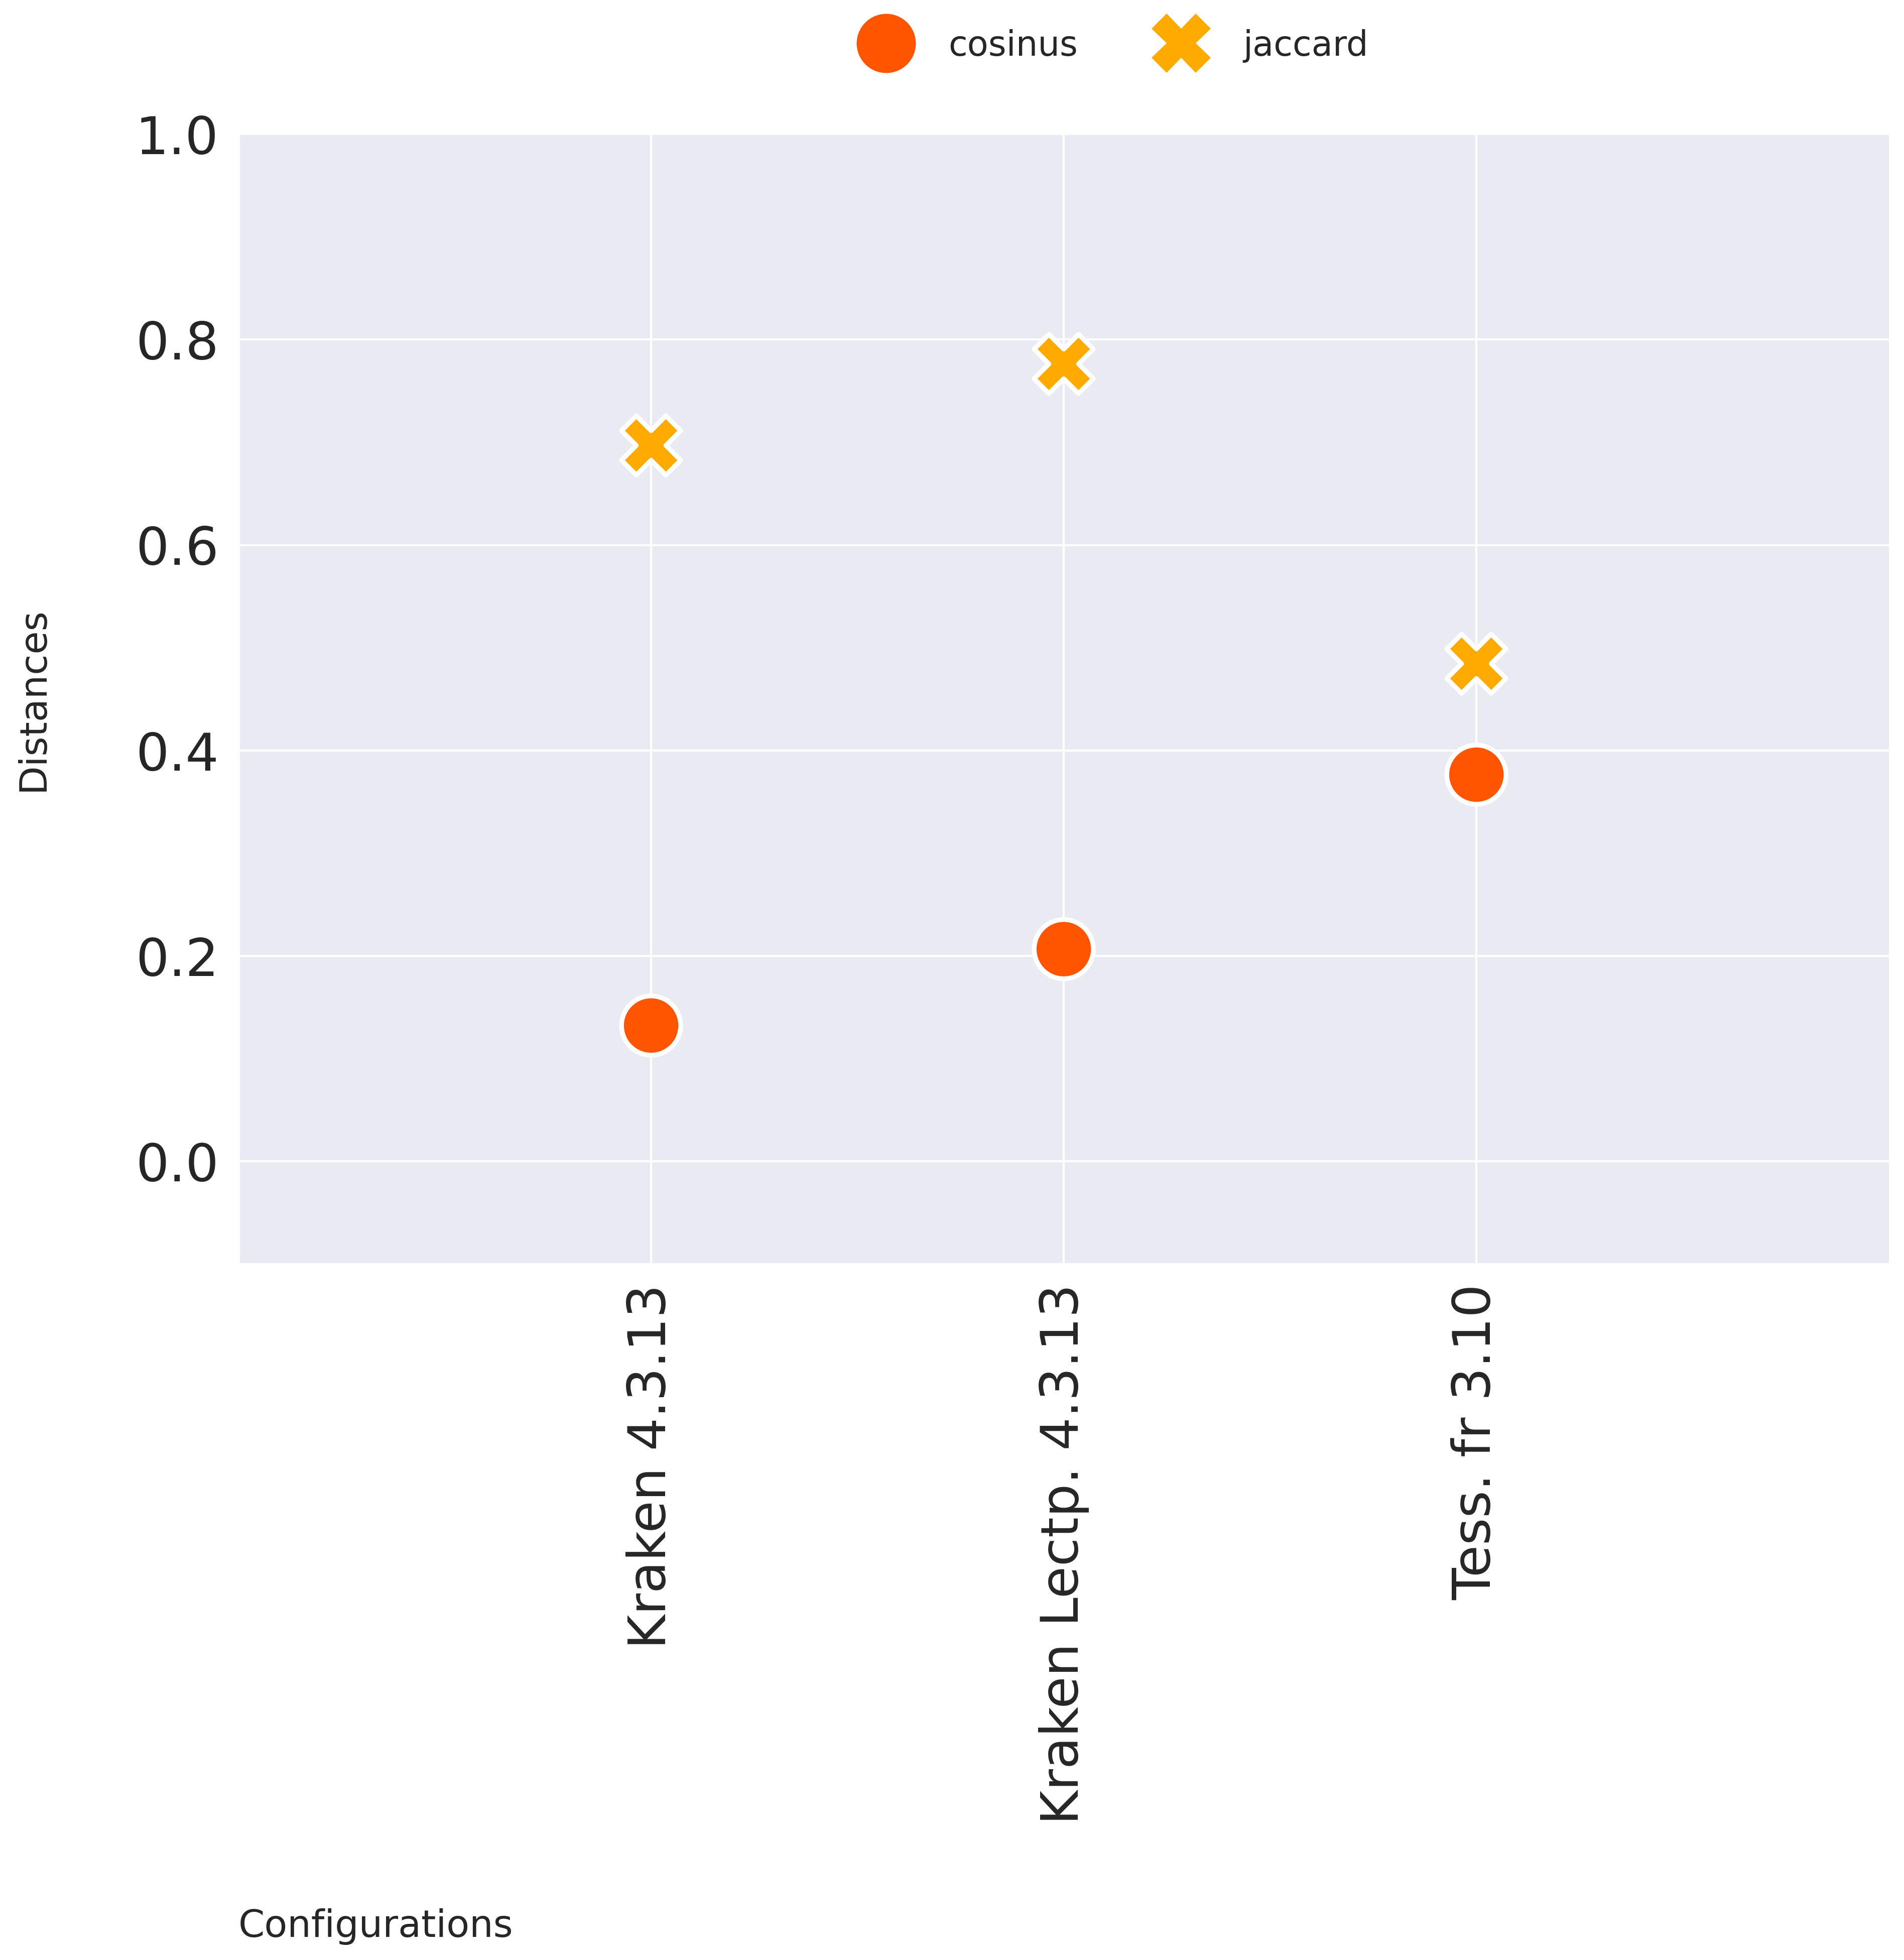 cosinus jaccard
1.0
0.8
0.6
0.4
0.2
0.0
Distances
Kraken 4.3.13
Kraken Lectp. 4.3.13
Tess. fr 3.10
Configurations